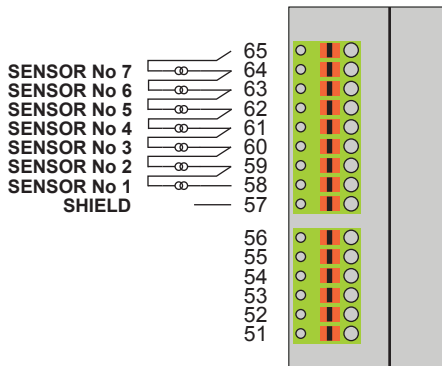 65
SENSOR No 7 64
SENSOR No 6 63
SENSOR No 5 62
SENSOR No 4 61
SENSOR No 3 60
SENSOR No 2 59
SENSOR No 1 58
SHIELD 57
56
55
54
53
52
51